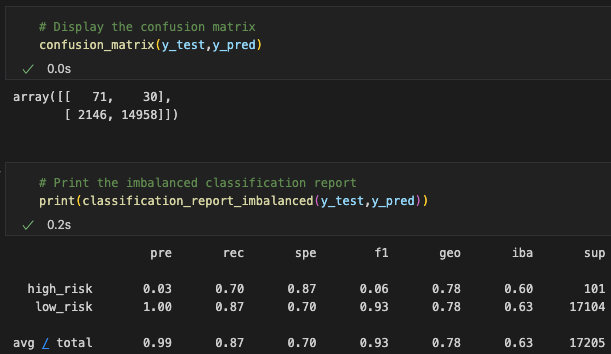 # Display the confusion matrix
confusion_matrix(y_test,y_pred)
✓ 0.0s
array([[   71,    30],
       [ 2146, 14958]])
# Print the imbalanced classification report
print(classification_report_imbalanced(y_test,y_pred))
✓ 0.2s
pre rec spe f1 geo iba sup
high_risk 0.03 0.70 0.87 0.06 0.78 0.60 101
low_risk 1.00 0.87 0.70 0.93 0.78 0.63 17104
avg / total 0.99 0.87 0.70 0.93 0.78 0.63 17205